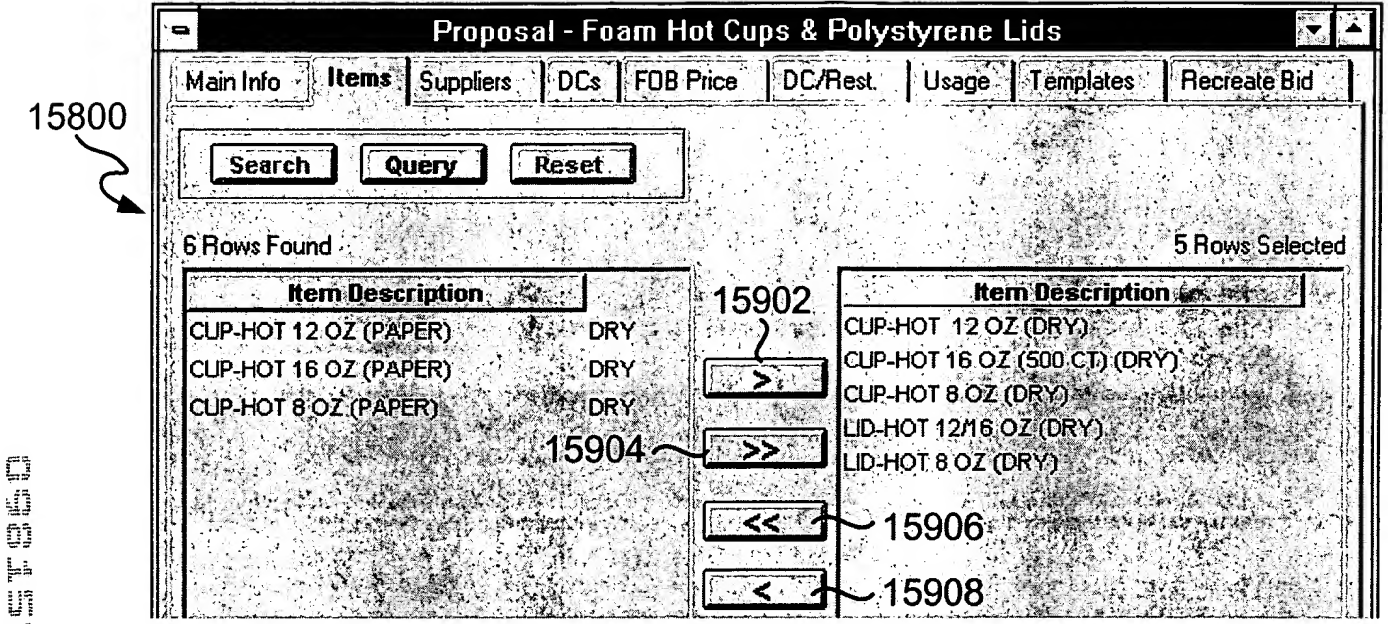 Proposal - Foam Hot Cups & Polystyrene Lids
Main Info Items Suppliers DCs FOB Price DC/Rest. Usage Templates Recreate Bid
15800
Search Query Reset
6 Rows Found
5 Rows Selected
Item Description
CUP-HOT 12 OZ (PAPER) DRY
CUP-HOT 16 OZ (PAPER) DRY
CUP-HOT 8 OZ (PAPER) DRY
15902
>
15904
>>
<<
15906
<
15908
Item Description
CUP-HOT 12 OZ (DRY)
CUP-HOT 16 OZ (500 CT) (DRY)
CUP-HOT 8 OZ (DRY)
LID-HOT 12/16 OZ (DRY)
LID-HOT 8 OZ (DRY)